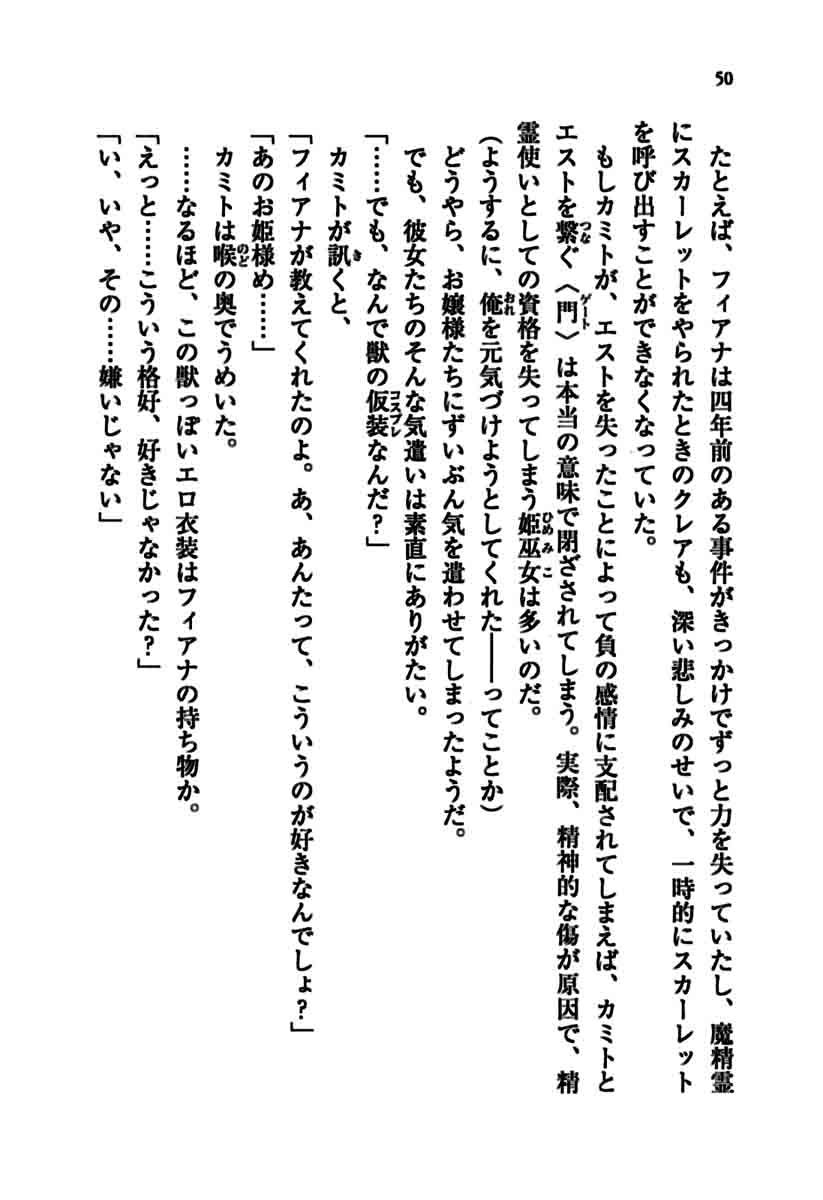 50
たとえば、フィアナは四年前のある事件がきっかけでずっと力を失っていたし、魔精霊
にスカーレットをやられたときのクレアも、深い悲しみのせいで、一時的にスカーレット
を呼び出すことができなくなっていた。
もしカミトが、エストを失ったことによって負の感情に支配されてしまえば、カミトと
エストを繋ぐ〈門〉は本当の意味で閉ざされてしまう。実際、精神的な傷が原因で、精
霊使いとしての資格を失ってしまう姫巫女は多いのだ。
(ようするに、俺を元気づけようとしてくれた――ってことか)
どうやら、お嬢様たちにずいぶん気を遣わせてしまったようだ。
でも、彼女たちのそんな気遣いは素直にありがたい。
「……でも、なんで獣の仮装なんだ?」
カミトが訊くと、
「フィアナが教えてくれたのよ。あ、あんたって、こういうのが好きなんでしょ?」
「あのお姫様め……」
カミトは喉の奥でうめいた。
……なるほど、この獣っぽいエロ衣装はフィアナの持ち物か。
「えっと……こういう格好、好きじゃなかった?」
「い、いや、その……嫌いじゃない」
つな
ゲート
ひめみこ
おれ
コスプレ
き
のど